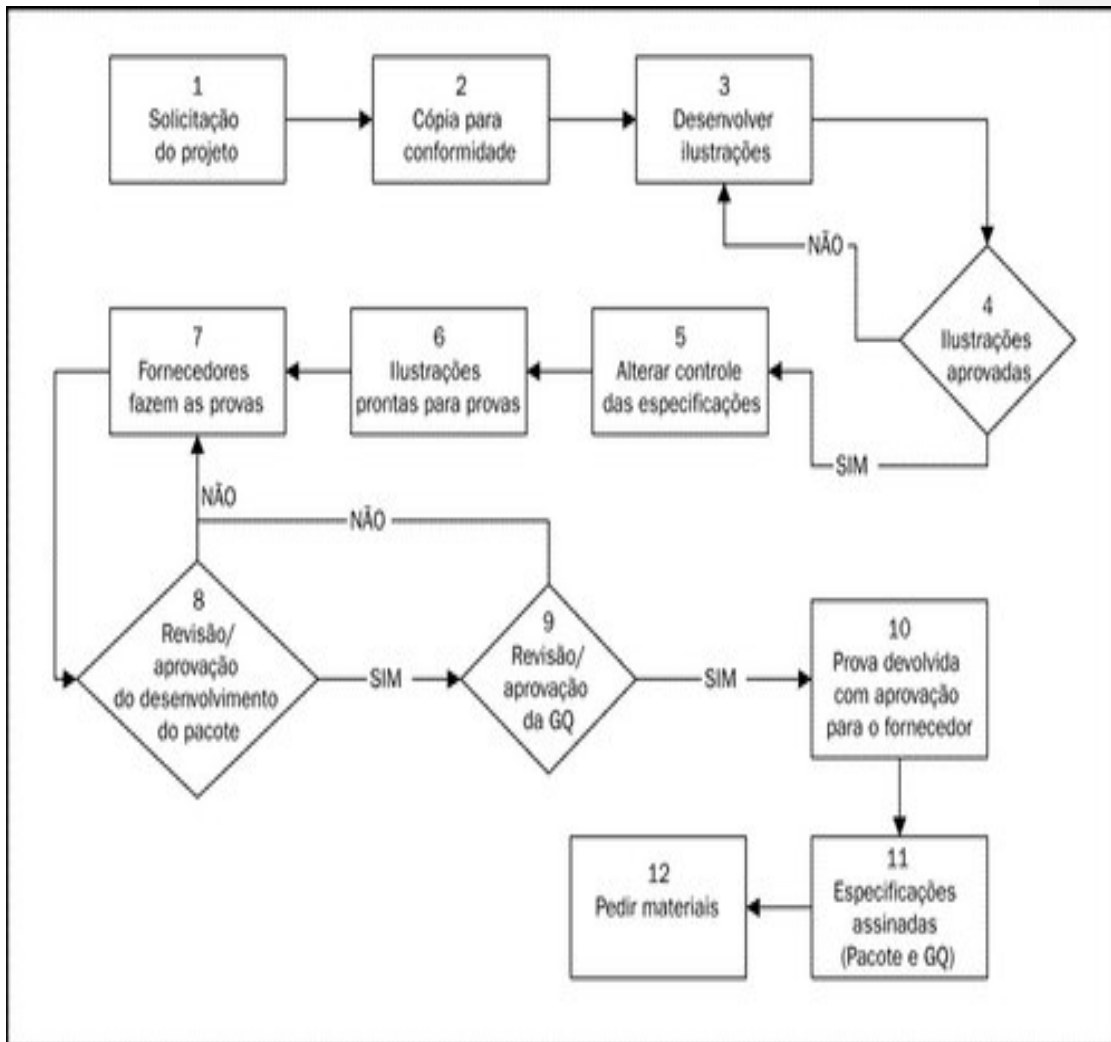 1
Solicitação
do projeto
2
Cópia para
conformidade
3
Desenvolver
ilustrações
NÃO
4
Ilustrações
aprovadas
SIM
5
Alterar controle
das especificações
6
Ilustrações
prontas para provas
7
Fornecedores
fazem as provas
NÃO
NÃO
8
Revisão/
aprovação
do desenvolvimento
do pacote
SIM
9
Revisão/
aprovação
da GQ
SIM
10
Prova devolvida
com aprovação
para o fornecedor
11
Especificações
assinadas
(Pacote e GQ)
12
Pedir materiais